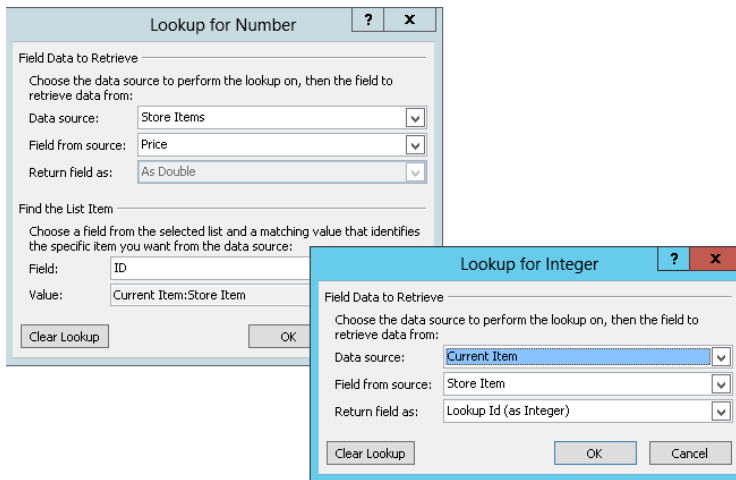 Lookup for Number
? x
Field Data to Retrieve
Choose the data source to perform the lookup on, then the field to
retrieve data from:
Data source: Store Items
Field from source: Price
Return field as: As Double
Find the List Item
Choose a field from the selected list and a matching value that identifies
the specific item you want from the data source:
Field: ID
Value: Current Item:Store Item
Clear Lookup OK
Lookup for Integer
? x
Field Data to Retrieve
Choose the data source to perform the lookup on, then the field to
retrieve data from:
Data source: Current Item
Field from source: Store Item
Return field as: Lookup Id (as Integer)
Clear Lookup OK Cancel